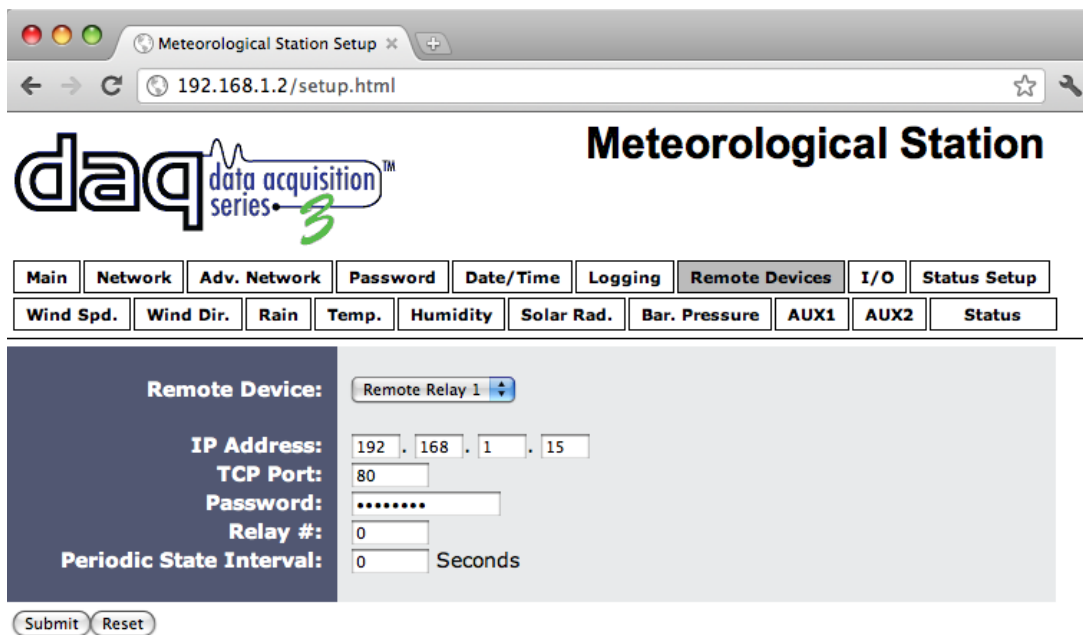 Meteorological Station Setup
192.168.1.2/setup.html
daq data acquisition™
series 3
Meteorological Station
Main Network Adv. Network Password Date/Time Logging Remote Devices I/O Status Setup
Wind Spd. Wind Dir. Rain Temp. Humidity Solar Rad. Bar. Pressure AUX1 AUX2 Status
Remote Device: Remote Relay 1
IP Address: 192 . 168 . 1 . 15
TCP Port: 80
Password: ••••••••
Relay #: 0
Periodic State Interval: 0 Seconds
Submit Reset